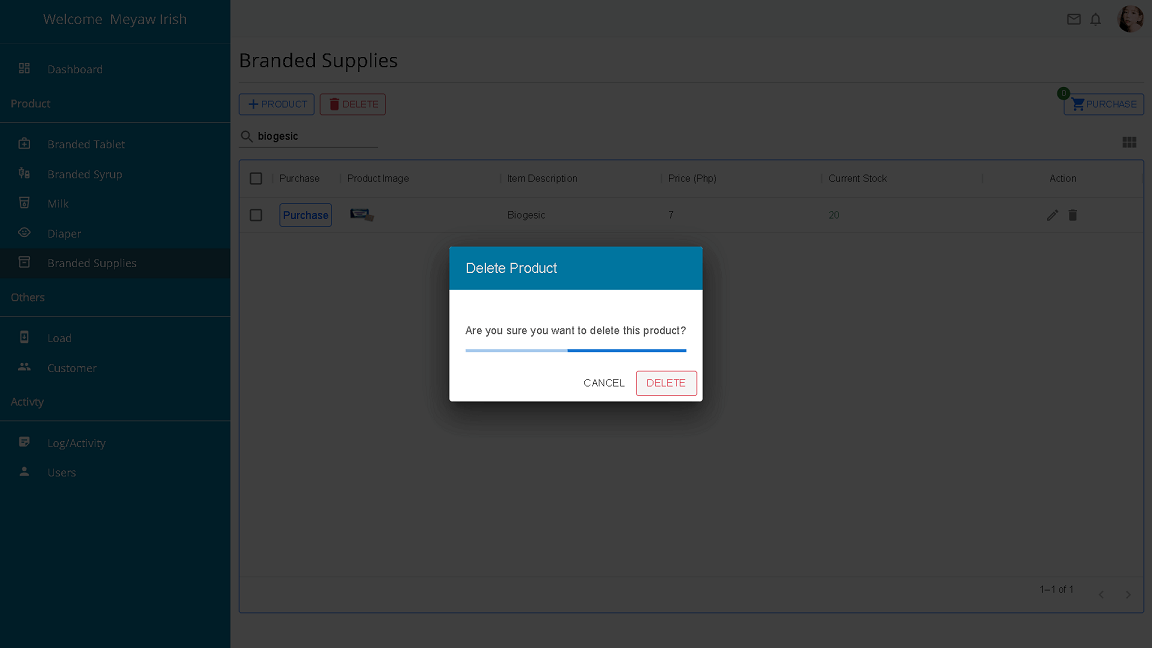 Welcome Meyaw Irish
Dashboard
Product
Branded Tablet
Branded Syrup
Milk
Diaper
Branded Supplies
Others
Load
Customer
Activty
Log/Activity
Users
Branded Supplies
PRODUCT
DELETE
0
PURCHASE
biogesic
Purchase Product Image Item Description Price (Php) Current Stock Action
Purchase Biogesic 7 20
Delete Product
Are you sure you want to delete this product?
CANCEL DELETE
1–1 of 1